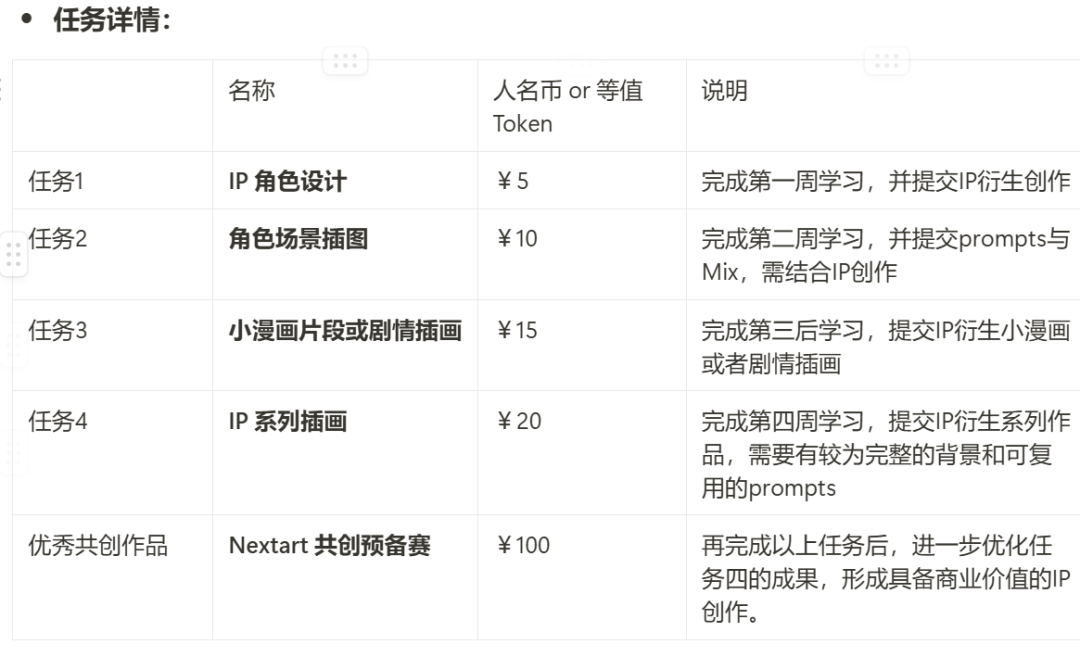 • 任务详情：
名称
人名币 or 等值
Token
说明
任务1
IP 角色设计
￥5
完成第一周学习，并提交IP衍生创作
任务2
角色场景插图
￥10
完成第二周学习，并提交prompts与
Mix，需结合IP创作
任务3
小漫画片段或剧情插画
￥15
完成第三后学习，提交IP衍生小漫画
或者剧情插画
任务4
IP 系列插画
￥20
完成第四周学习，提交IP衍生系列作
品，需要有较为完整的背景和可复
用的prompts
优秀共创作品
Nextart 共创预备赛
￥100
再完成以上任务后，进一步优化任
务四的成果，形成具备商业价值的IP
创作。